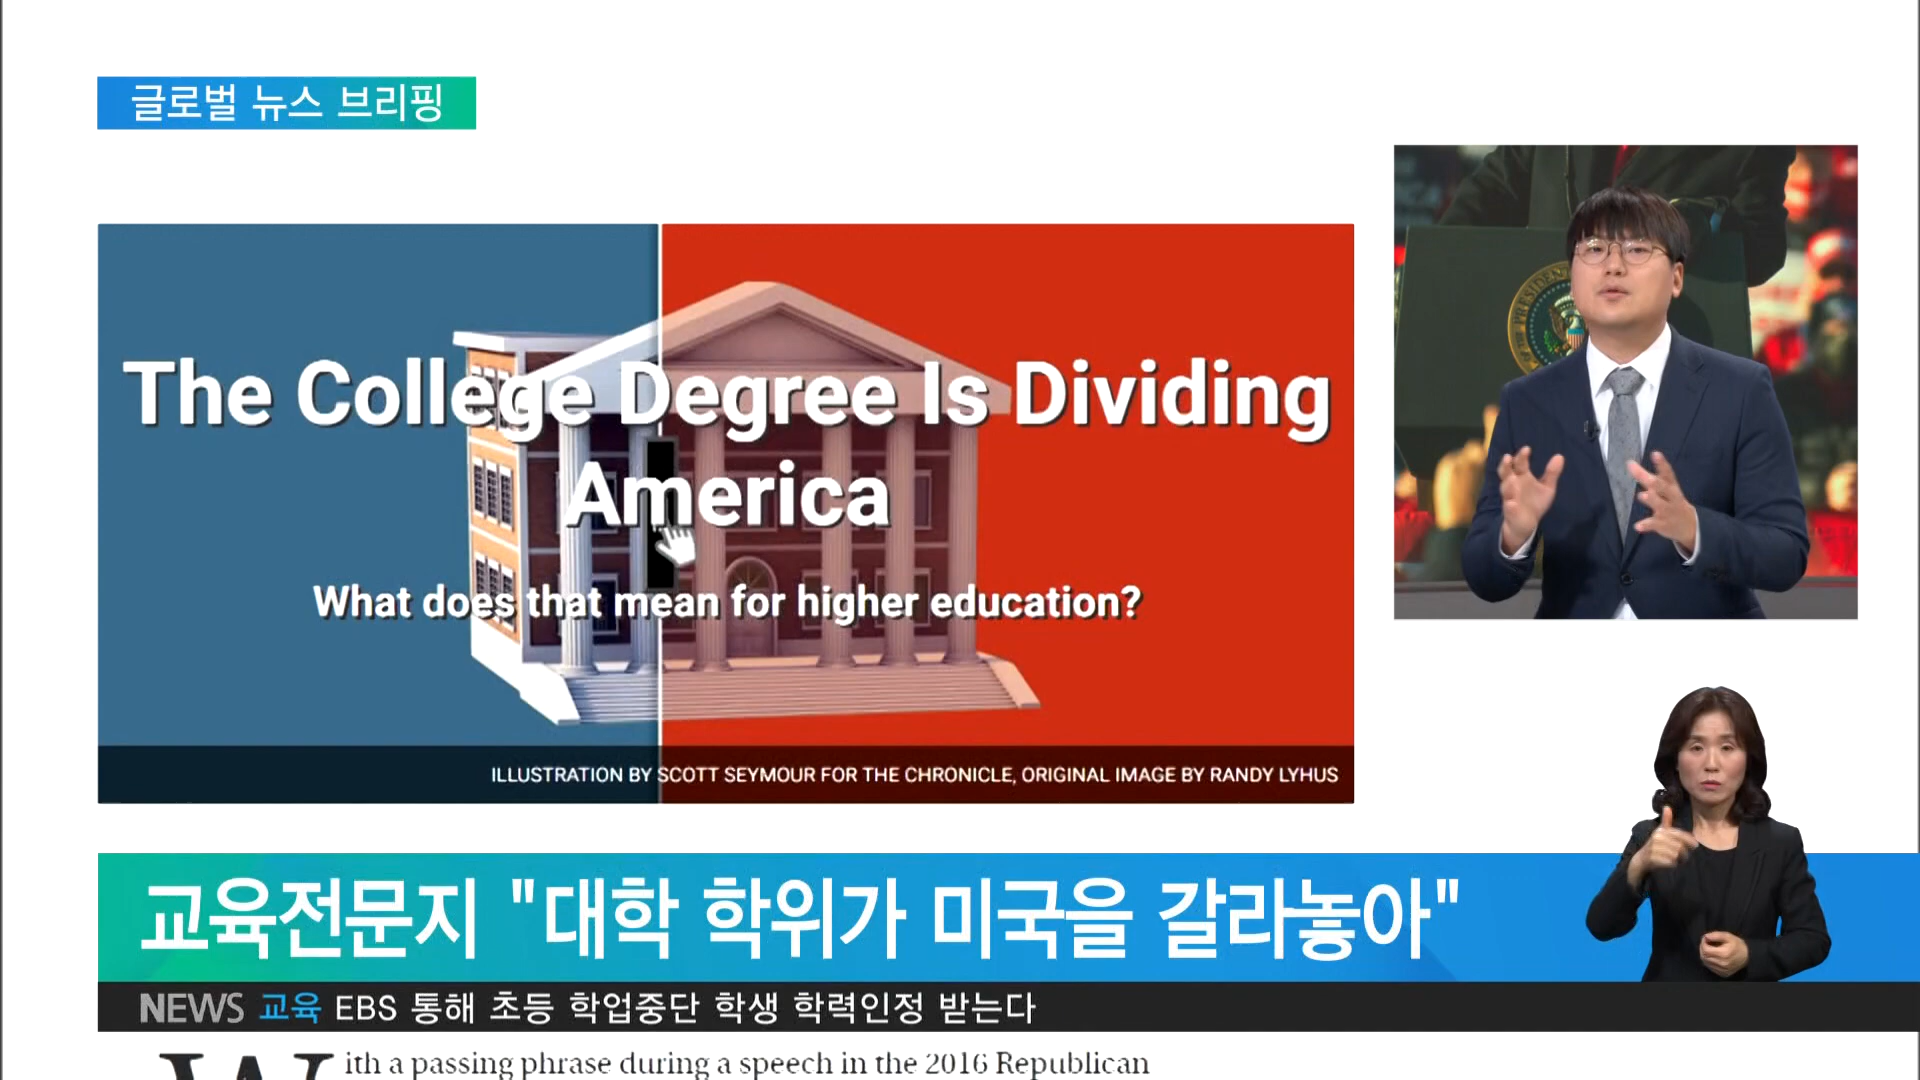 글로벌 뉴스 브리핑
The College Degree Is Dividing
America
What does that mean for higher education?
ILLUSTRATION BY SCOTT SEYMOUR FOR THE CHRONICLE, ORIGINAL IMAGE BY RANDY LYHUS
교육전문지 "대학 학위가 미국을 갈라놓아"
NEWS 교육 EBS 통해 초등 학업중단 학생 학력인정 받는다
With a passing phrase during a speech in the 2016 Republican